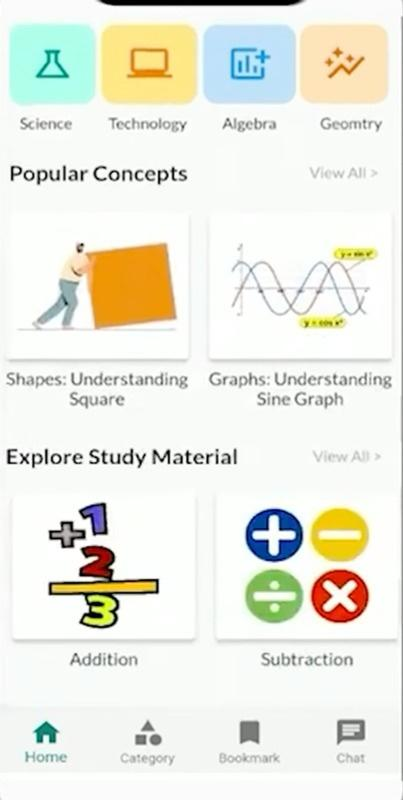 Science Technology Algebra Geomtry
Popular Concepts View All >
y = sin x°
y = cos x°
Shapes: Understanding Square
Graphs: Understanding Sine Graph
Explore Study Material View All >
+1
2
3
Addition
Subtraction
Home Category Bookmark Chat